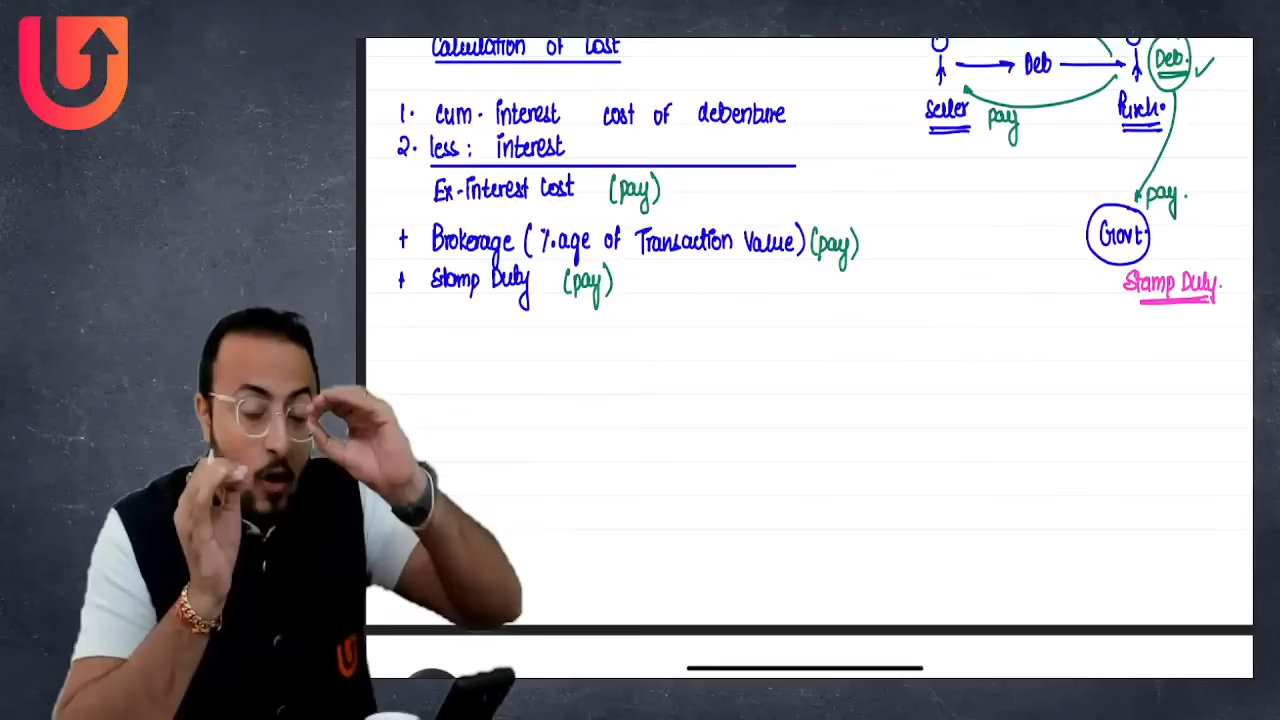 Calculation of Cost
1. cum-interest cost of debenture
2. less: interest
Ex-interest cost (pay)
+ Brokerage (%age of Transaction Value) (pay)
+ Stamp Duty (pay)
Deb
Deb.
Seller
pay
Purch.
pay.
Govt.
Stamp Duty.